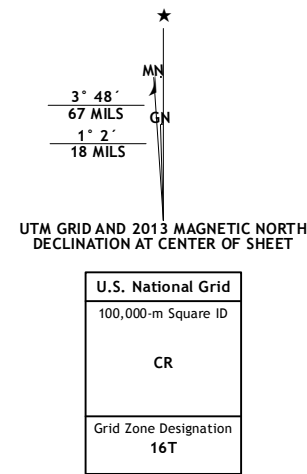 MN
3° 48´
67 MILS
GN
1° 2´
18 MILS
UTM GRID AND 2013 MAGNETIC NORTH
DECLINATION AT CENTER OF SHEET
U.S. National Grid
100,000-m Square ID
CR
Grid Zone Designation
16T